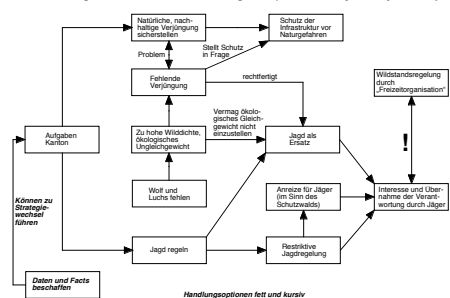 Natürliche, nach-
haltige Verjüngung
sicherstellen
Schutz der
Infrastruktur vor
Naturgefahren
Problem
Stellt Schutz
in Frage
Fehlende
Verjüngung
rechtfertigt
Wildstandsregelung
durch
„Freizeitorganisation"
Vermag ökolo-
gisches Gleich-
gewicht nicht
einzustellen
Aufgaben
Kanton
Zu hohe Wilddichte,
ökologisches
Ungleichgewicht
Jagd als
Ersatz
!
Wolf und
Luchs fehlen
Anreize für Jäger
(im Sinn des
Schutzwalds)
Interesse und Über-
nahme der Verant-
wortung durch Jäger
Können zu
Strategie-
wechsel
führen
Jagd regeln
Restriktive
Jagdregelung
Daten und Facts
beschaffen
Handlungsoptionen fett und kursiv